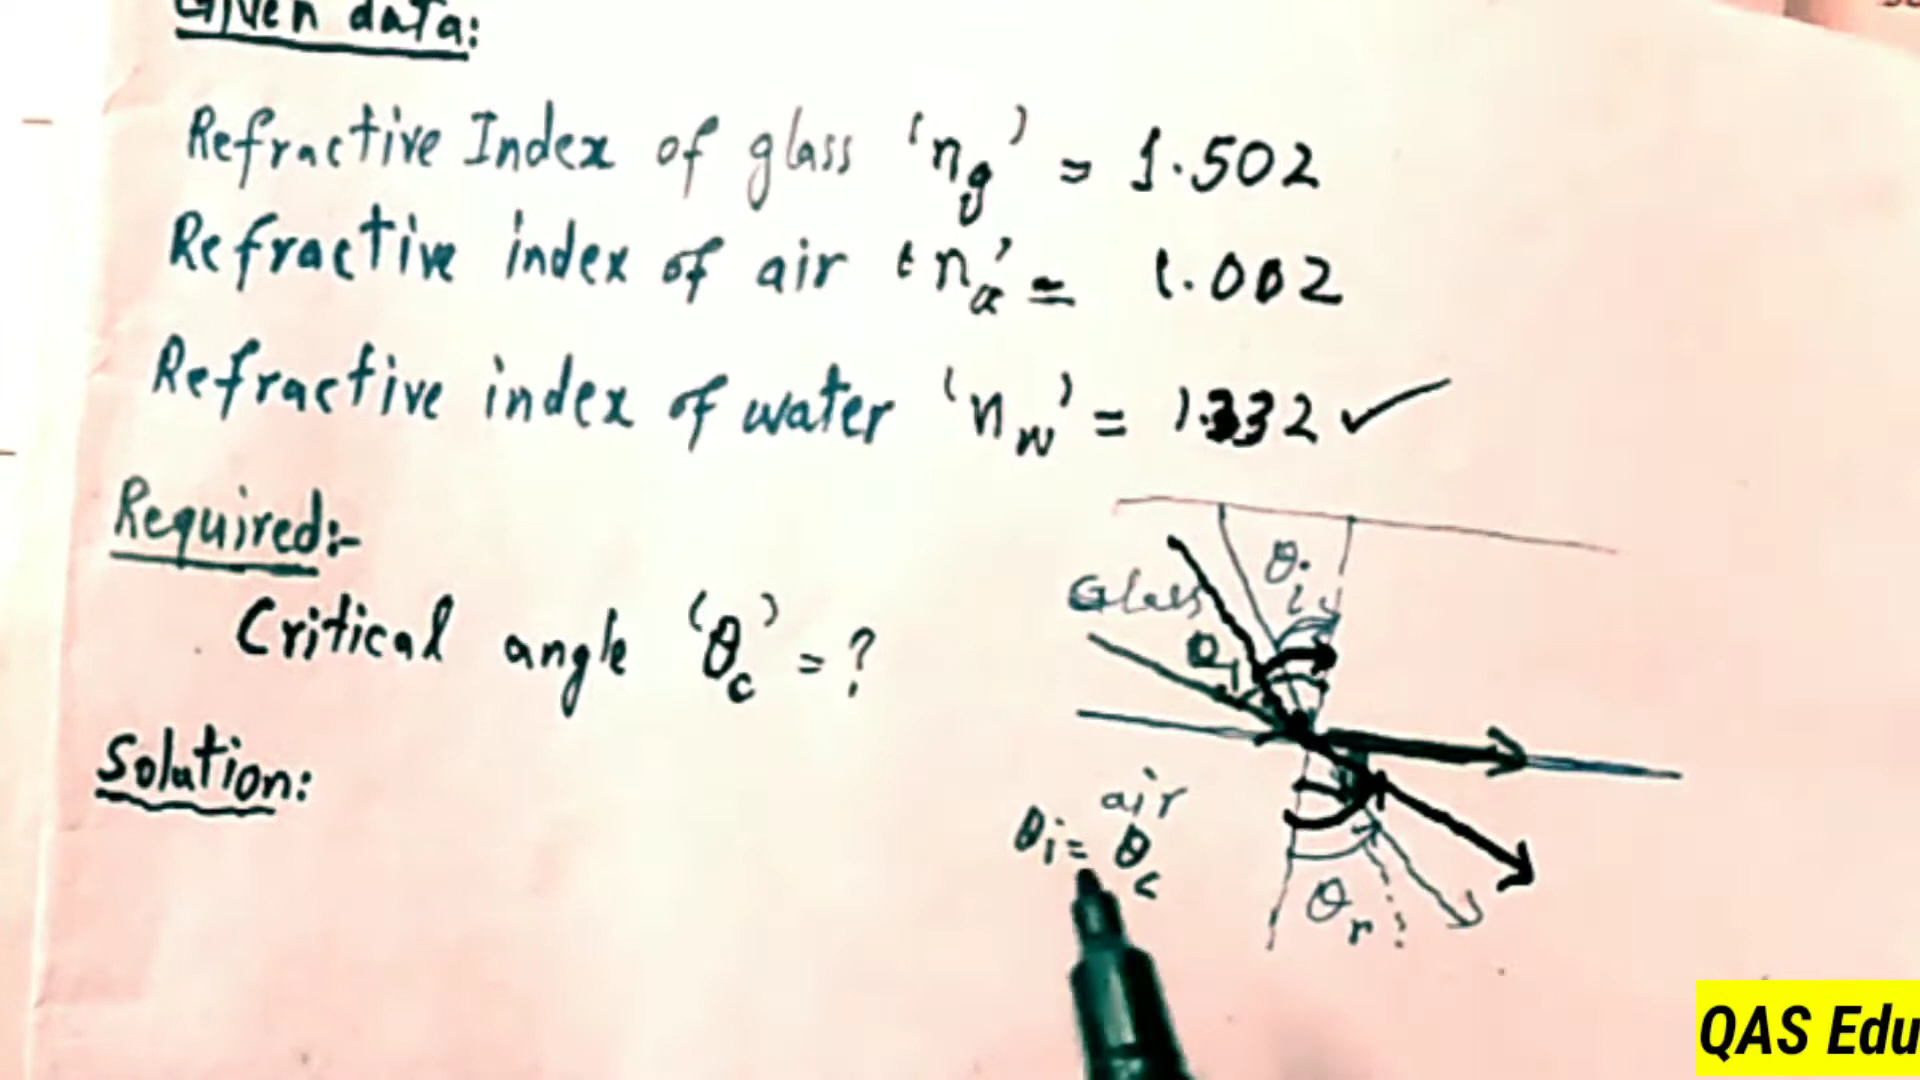 Given data:
Refractive Index of glass 'ng' = 1.502
Refractive index of air 'na' = 1.002
Refractive index of water 'nw' = 1.332 ✓
Required:-
Critical angle 'θc' = ?
Solution:
Glass
θi
θ1
air
θi = θc
θr
QAS Edu